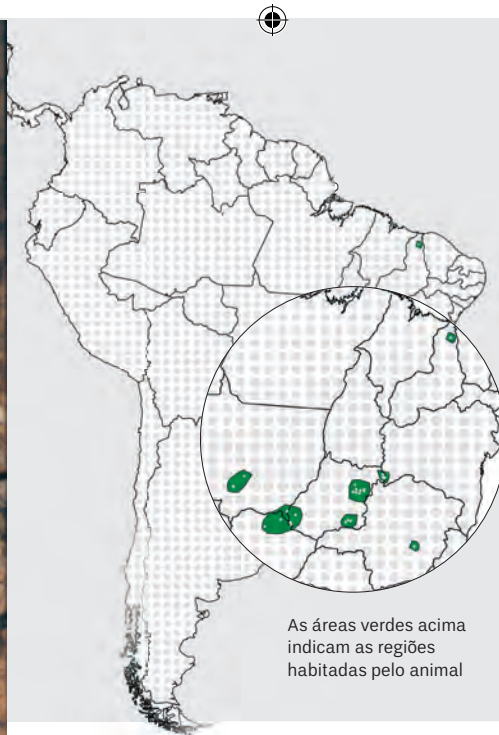 As áreas verdes acima
indicam as regiões
habitadas pelo animal